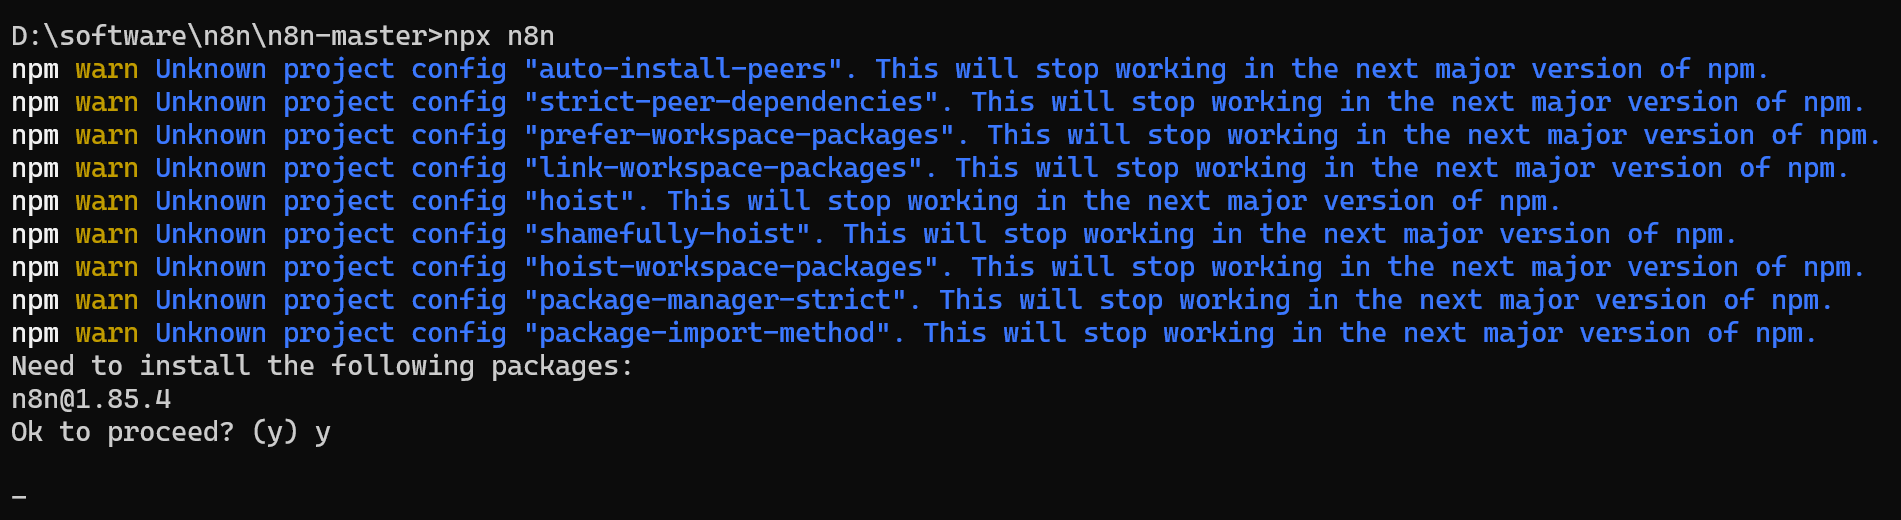 D:\software\n8n\n8n-master>npx n8n
npm warn Unknown project config "auto-install-peers". This will stop working in the next major version of npm.
npm warn Unknown project config "strict-peer-dependencies". This will stop working in the next major version of npm.
npm warn Unknown project config "prefer-workspace-packages". This will stop working in the next major version of npm.
npm warn Unknown project config "link-workspace-packages". This will stop working in the next major version of npm.
npm warn Unknown project config "hoist". This will stop working in the next major version of npm.
npm warn Unknown project config "shamefully-hoist". This will stop working in the next major version of npm.
npm warn Unknown project config "hoist-workspace-packages". This will stop working in the next major version of npm.
npm warn Unknown project config "package-manager-strict". This will stop working in the next major version of npm.
npm warn Unknown project config "package-import-method". This will stop working in the next major version of npm.
Need to install the following packages:
n8n@1.85.4
Ok to proceed? (y) y